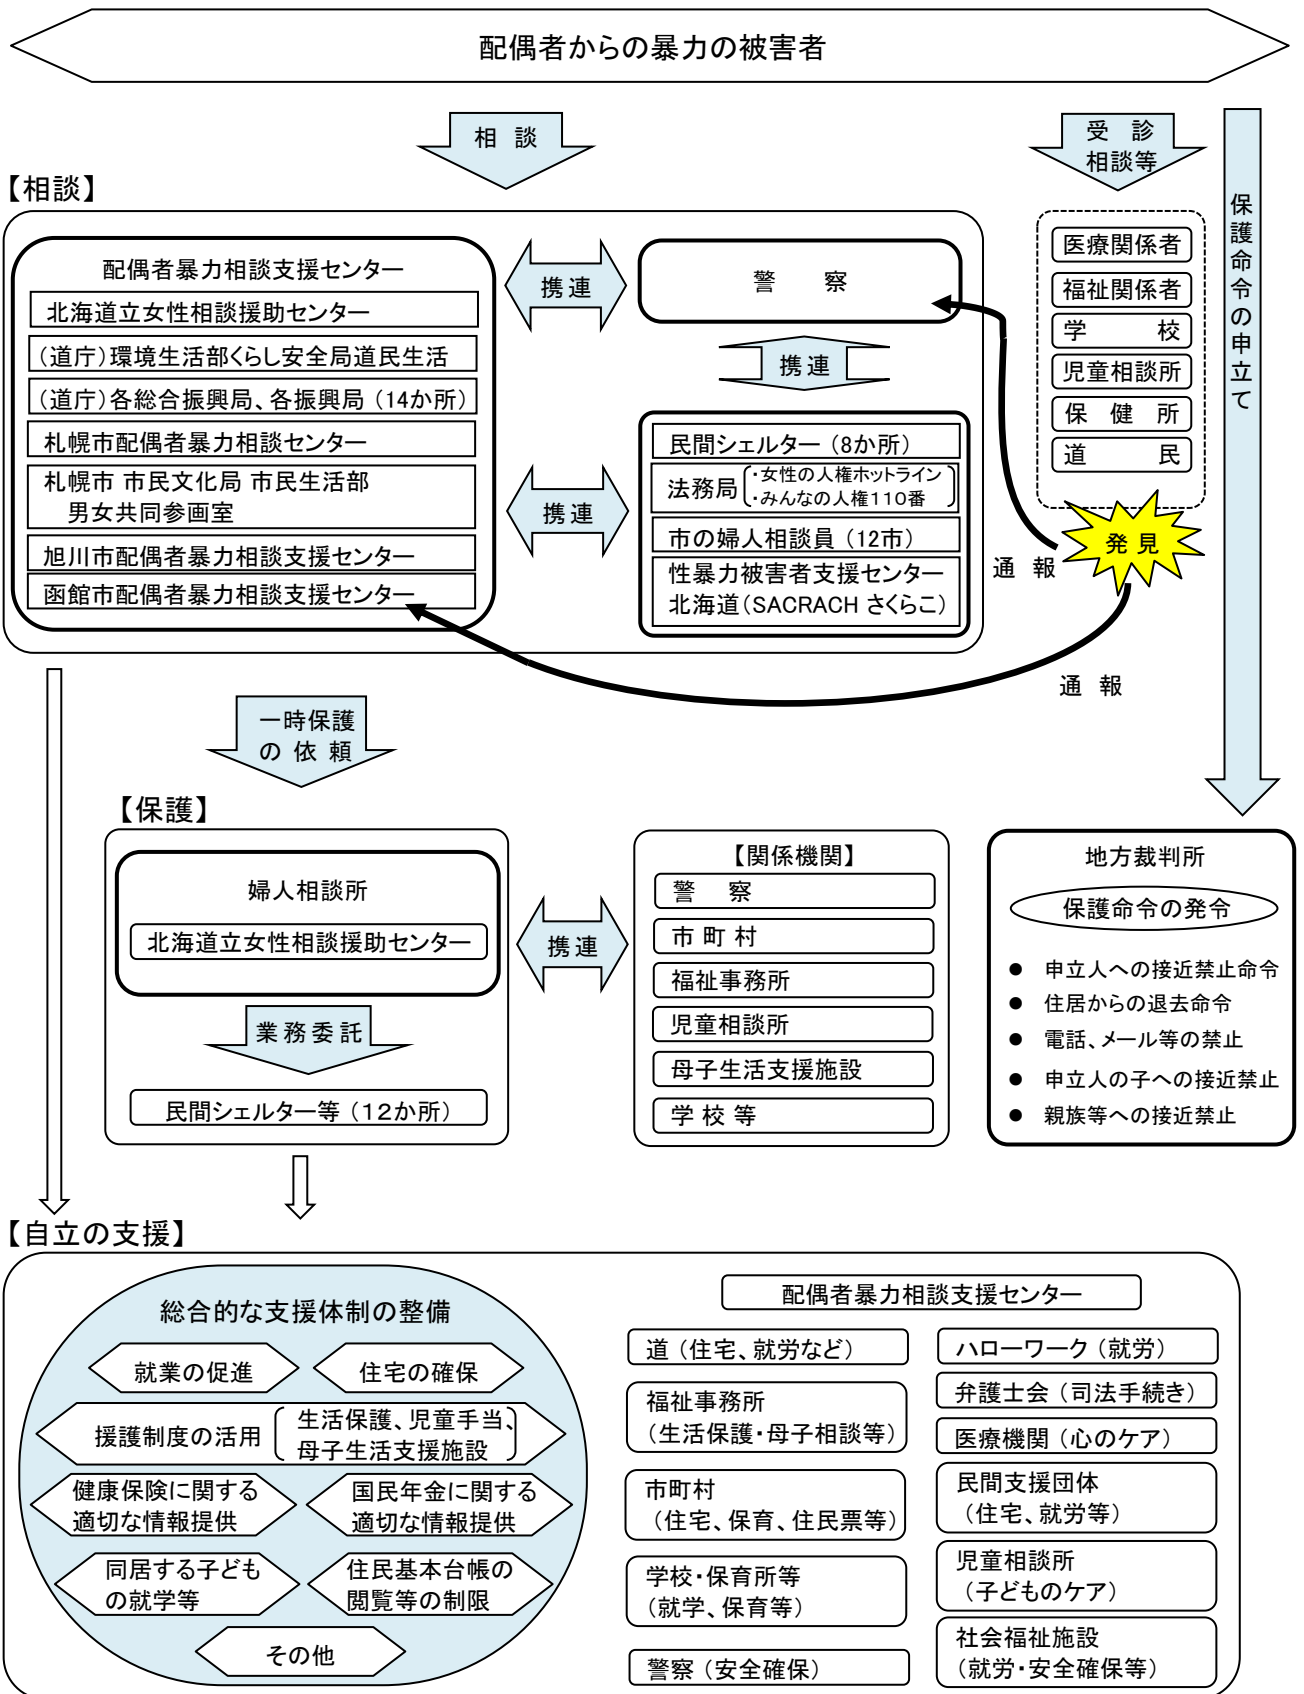 配偶者からの暴力の被害者
相 談
受 診
相談等
保護命令の申立て
【相談】
配偶者暴力相談支援センター
北海道立女性相談援助センター
（道庁）環境生活部くらし安全局道民生活
（道庁）各総合振興局、各振興局（14か所）
札幌市配偶者暴力相談センター
札幌市 市民文化局 市民生活部
男女共同参画室
旭川市配偶者暴力相談支援センター
函館市配偶者暴力相談支援センター
携連
携連
警 察
携連
民間シェルター（8か所）
法務局
・女性の人権ホットライン
・みんなの人権１１０番
市の婦人相談員（12市）
性暴力被害者支援センター
北海道（SACRACH さくらこ）
医療関係者
福祉関係者
学 校
児童相談所
保 健 所
道 民
発 見
通 報
通 報
一時保護
の 依 頼
【保護】
婦人相談所
北海道立女性相談援助センター
業務委託
民間シェルター等（１２か所）
携連
【関係機関】
警 察
市 町 村
福祉事務所
児童相談所
母子生活支援施設
学 校 等
地方裁判所
保護命令の発令
● 申立人への接近禁止命令
● 住居からの退去命令
● 電話、メール等の禁止
● 申立人の子への接近禁止
● 親族等への接近禁止
【自立の支援】
総合的な支援体制の整備
就業の促進
住宅の確保
援護制度の活用
生活保護、児童手当、
母子生活支援施設
健康保険に関する
適切な情報提供
国民年金に関する
適切な情報提供
同居する子ども
の就学等
住民基本台帳の
閲覧等の制限
その他
配偶者暴力相談支援センター
道（住宅、就労など）
福祉事務所
（生活保護・母子相談等）
市町村
（住宅、保育、住民票等）
学校・保育所等
（就学、保育等）
警察（安全確保）
ハローワーク（就労）
弁護士会（司法手続き）
医療機関（心のケア）
民間支援団体
（住宅、就労等）
児童相談所
（子どものケア）
社会福祉施設
（就労・安全確保等）